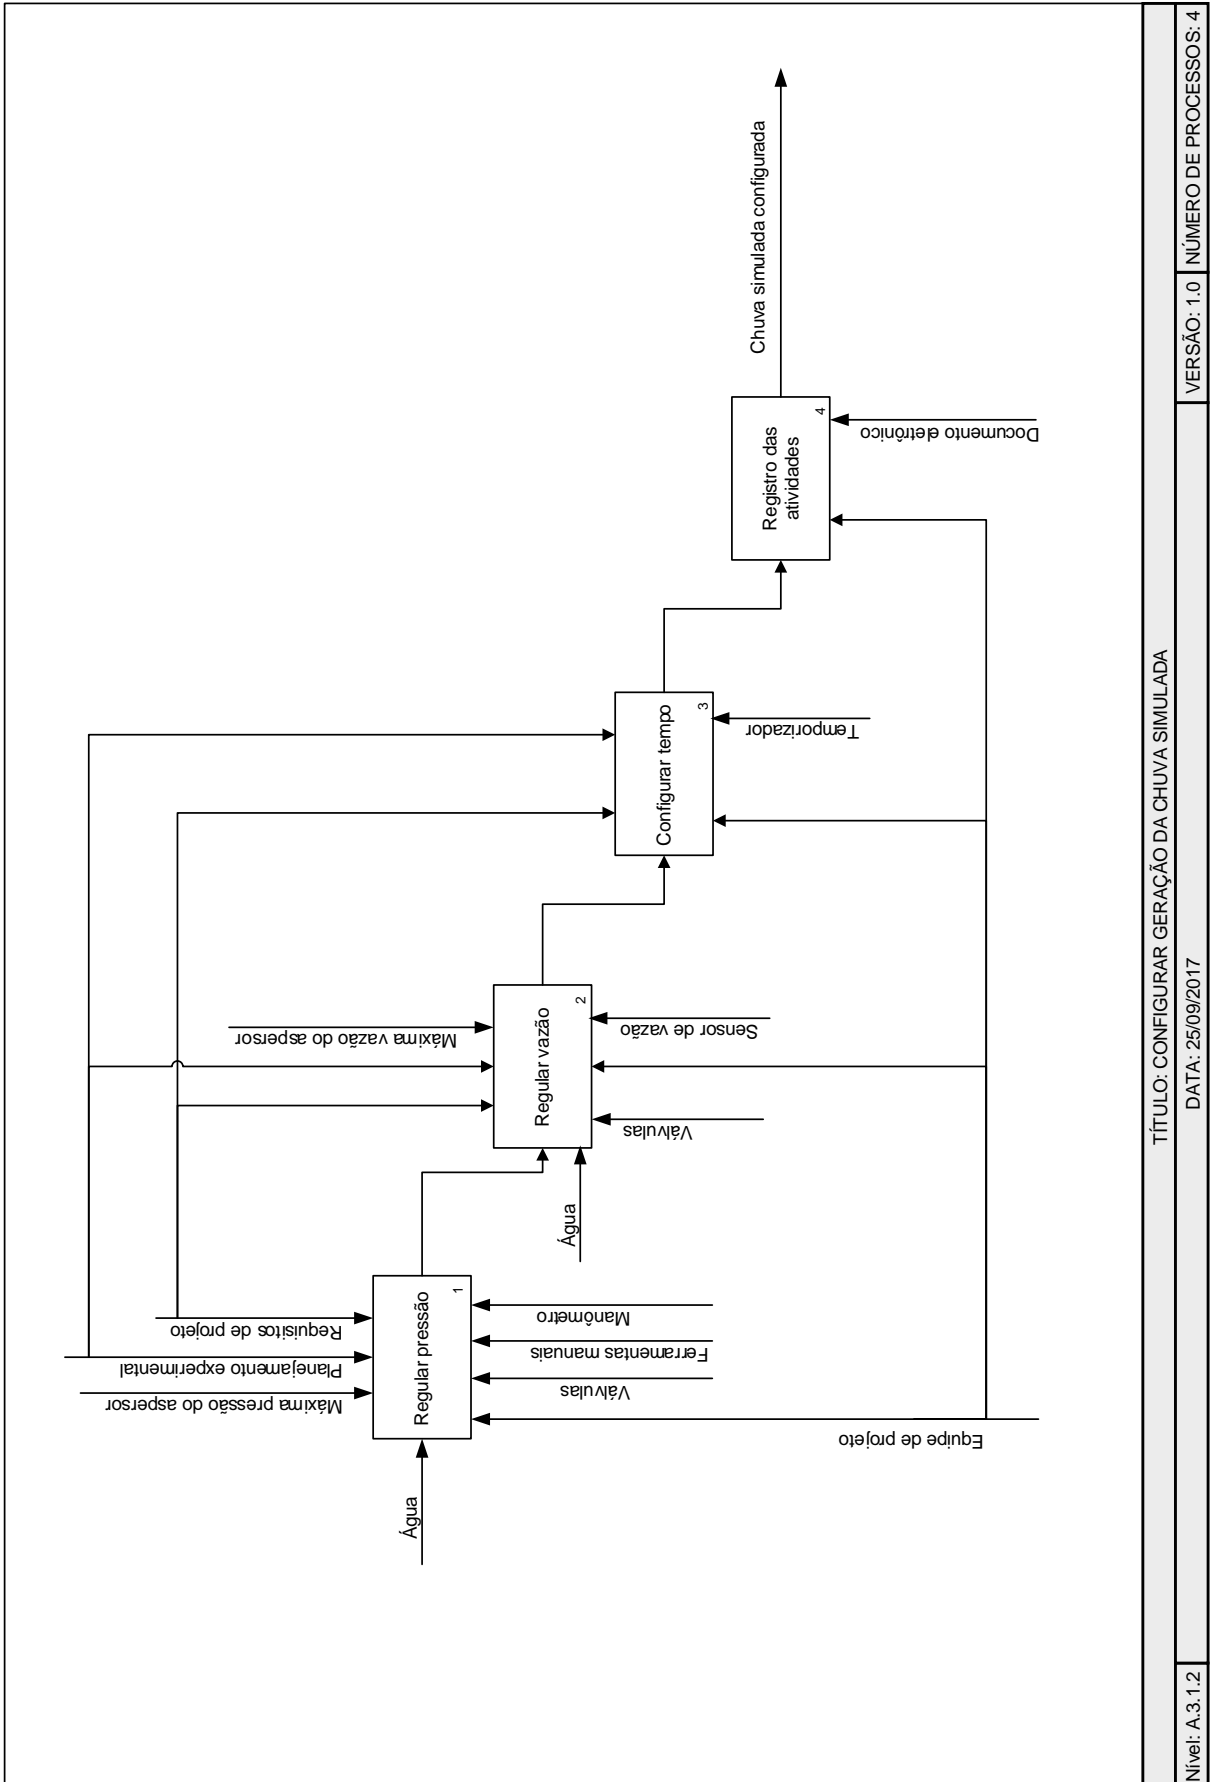 Máxima pressão do aspersor
Planejamento experimental
Requisitos de projeto
Água
Regular pressão
1
Equipe de projeto
Válvulas
Ferramentas manuais
Manômetro
Máxima vazão do aspersor
Água
Regular vazão
2
Válvulas
Sensor de vazão
Configurar tempo
3
Temporizador
Registro das
atividades
4
Documento eletrônico
Chuva simulada configurada
TÍTULO: CONFIGURAR GERAÇÃO DA CHUVA SIMULADA
Nível: A.3.1.2
DATA: 25/09/2017
VERSÃO: 1.0
NÚMERO DE PROCESSOS: 4